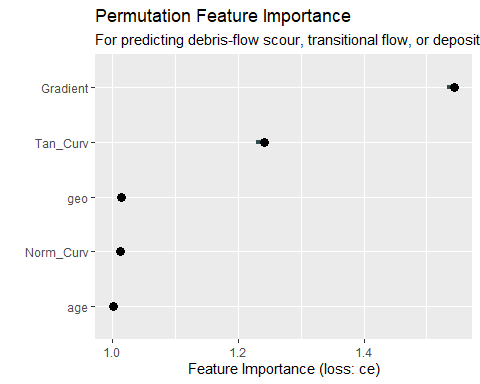 Permutation Feature Importance
For predicting debris-flow scour, transitional flow, or deposit
Gradient
Tan_Curv
geo
Norm_Curv
age
1.0 1.2 1.4
Feature Importance (loss: ce)